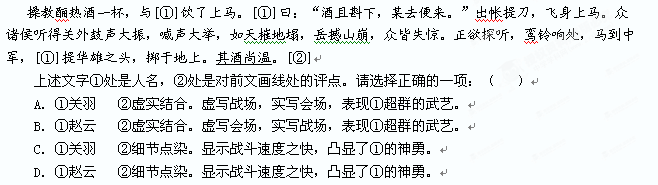 操教酾热酒一杯，与[①]饮了上马。[①]曰：“酒且斟下，某去便来。”出帐提刀，飞身上马。众
诸侯听得关外鼓声大振，喊声大举，如天摧地塌，岳撼山崩，众皆失惊。正欲探听，鸾铃响处，马到中
军，[①]提华雄之头，掷于地上。其酒尚温。[②]
上述文字①处是人名，②处是对前文画线处的评点。请选择正确的一项：（ ）
A. ①关羽 ②虚实结合。虚写战场，实写会场，表现①超群的武艺。
B. ①赵云 ②虚实结合。虚写会场，实写战场，表现①超群的武艺。
C. ①关羽 ②细节点染。显示战斗速度之快，凸显了①的神勇。
D. ①赵云 ②细节点染。显示战斗速度之快，凸显了①的神勇。